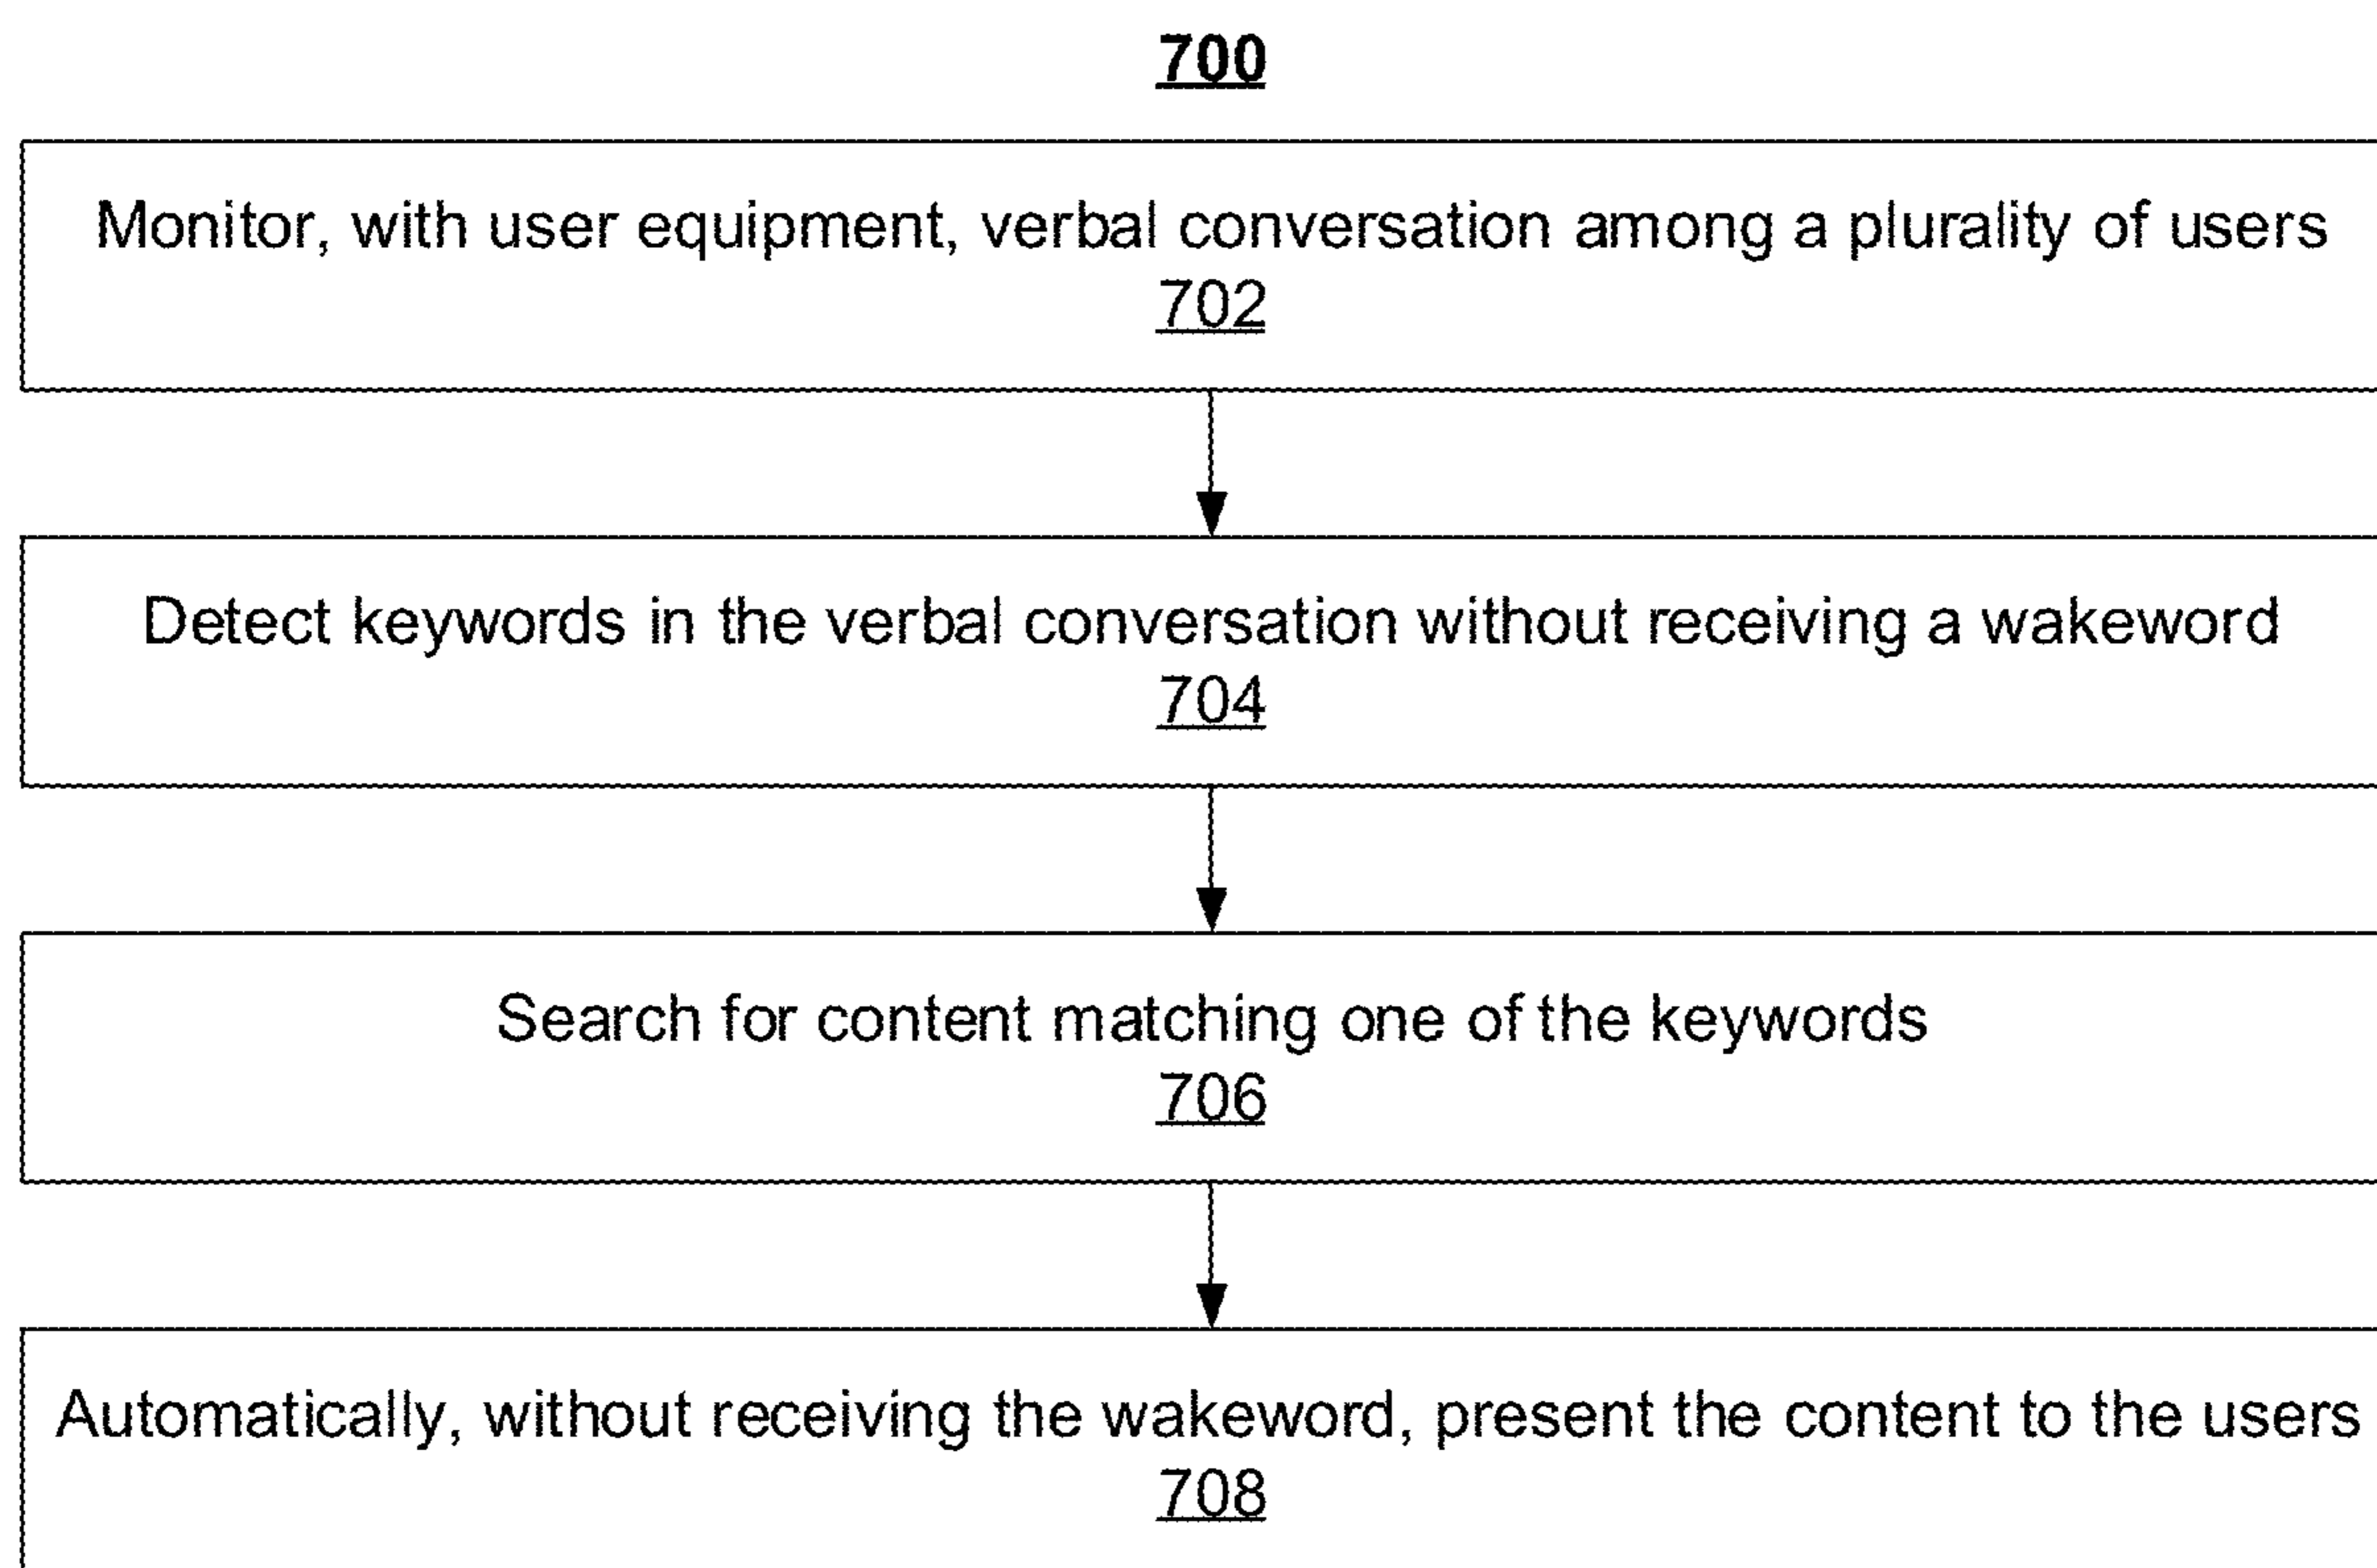 700
Monitor, with user equipment, verbal conversation among a plurality of users
702
Detect keywords in the verbal conversation without receiving a wakeword
704
Search for content matching one of the keywords
706
Automatically, without receiving the wakeword, present the content to the users
708